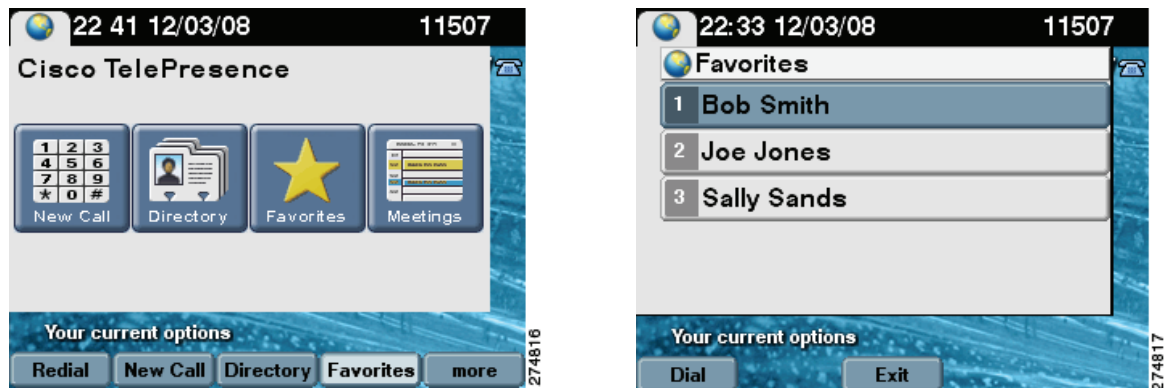 22 41 12/03/08 11507
Cisco TelePresence
1 2 3
4 5 6
7 8 9
* 0 #
New Call Directory Favorites Meetings
Your current options
Redial New Call Directory Favorites more
274816
22:33 12/03/08 11507
Favorites
1 Bob Smith
2 Joe Jones
3 Sally Sands
Your current options
Dial Exit
274817